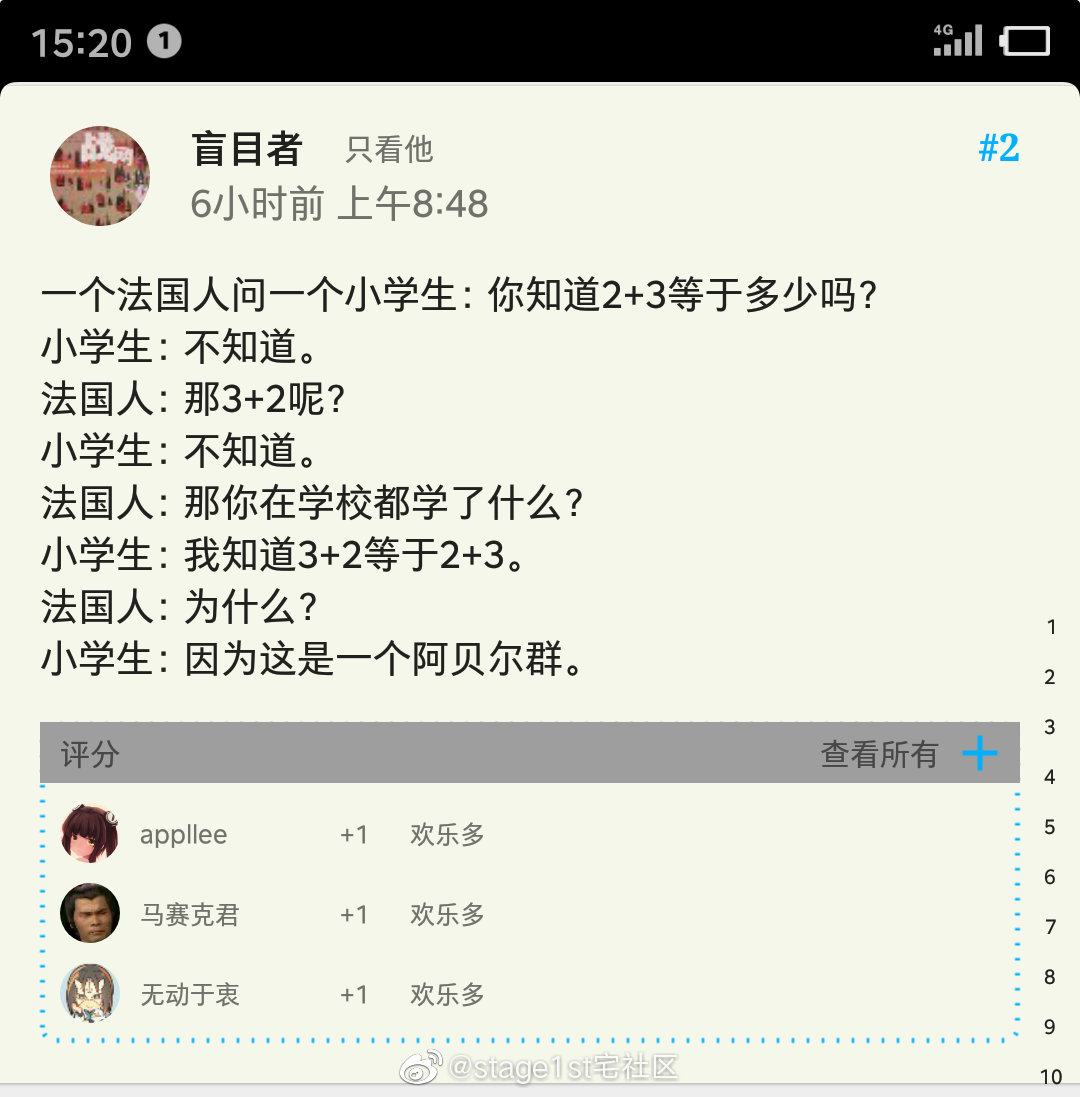 15:20 1 4G
盲目者 只看他 #2
6小时前 上午8:48
一个法国人问一个小学生：你知道2+3等于多少吗？
小学生：不知道。
法国人：那3+2呢？
小学生：不知道。
法国人：那你在学校都学了什么？
小学生：我知道3+2等于2+3。
法国人：为什么？
小学生：因为这是一个阿贝尔群。
评分 查看所有
appllee +1 欢乐多
马赛克君 +1 欢乐多
无动于衷 +1 欢乐多
1
2
3
4
5
6
7
8
9
10
@stage1st宅社区